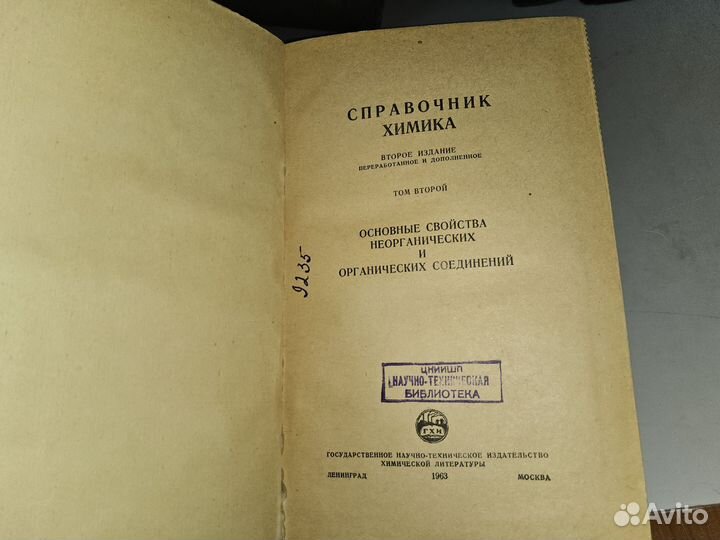 СПРАВОЧНИК
ХИМИКА
ВТОРОЕ ИЗДАНИЕ
ПЕРЕРАБОТАННОЕ И ДОПОЛНЕННОЕ
ТОМ ВТОРОЙ
ОСНОВНЫЕ СВОЙСТВА
НЕОРГАНИЧЕСКИХ
И
ОРГАНИЧЕСКИХ СОЕДИНЕНИЙ
9235
ЦНИИШП
НАУЧНО-ТЕХНИЧЕСКАЯ
БИБЛИОТЕКА
ГХИ
ГОСУДАРСТВЕННОЕ НАУЧНО-ТЕХНИЧЕСКОЕ ИЗДАТЕЛЬСТВО
ХИМИЧЕСКОЙ ЛИТЕРАТУРЫ
ЛЕНИНГРАД 1963 МОСКВА
Avito